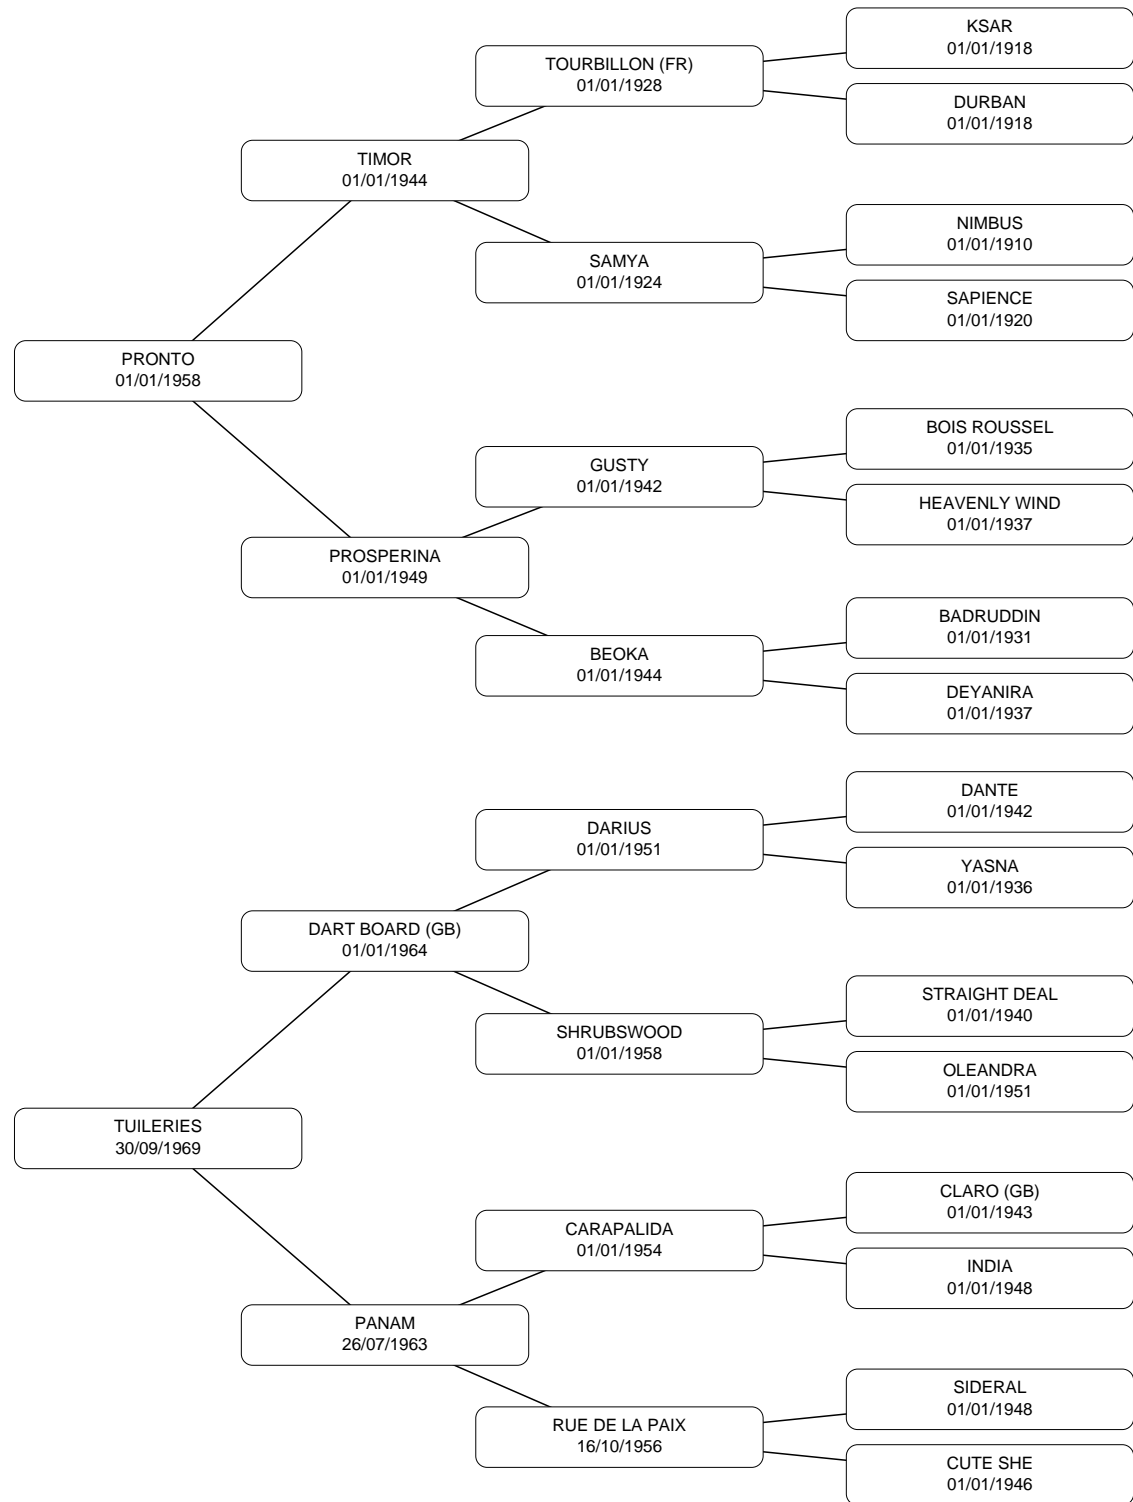 KSAR
01/01/1918
TOURBILLON (FR)
01/01/1928
DURBAN
01/01/1918
TIMOR
01/01/1944
NIMBUS
01/01/1910
SAMYA
01/01/1924
SAPIENCE
01/01/1920
PRONTO
01/01/1958
BOIS ROUSSEL
01/01/1935
GUSTY
01/01/1942
HEAVENLY WIND
01/01/1937
PROSPERINA
01/01/1949
BADRUDDIN
01/01/1931
BEOKA
01/01/1944
DEYANIRA
01/01/1937
DANTE
01/01/1942
DARIUS
01/01/1951
YASNA
01/01/1936
DART BOARD (GB)
01/01/1964
STRAIGHT DEAL
01/01/1940
SHRUBSWOOD
01/01/1958
OLEANDRA
01/01/1951
TUILERIES
30/09/1969
CLARO (GB)
01/01/1943
CARAPALIDA
01/01/1954
INDIA
01/01/1948
PANAM
26/07/1963
SIDERAL
01/01/1948
RUE DE LA PAIX
16/10/1956
CUTE SHE
01/01/1946